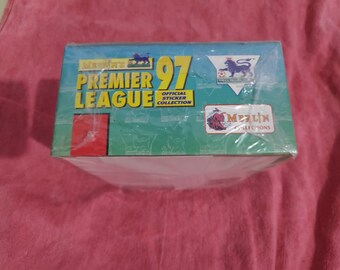 MERLIN'S
PREMIER
LEAGUE
97
OFFICIAL
STICKER
COLLECTION
MERLIN
COLLECTIONS